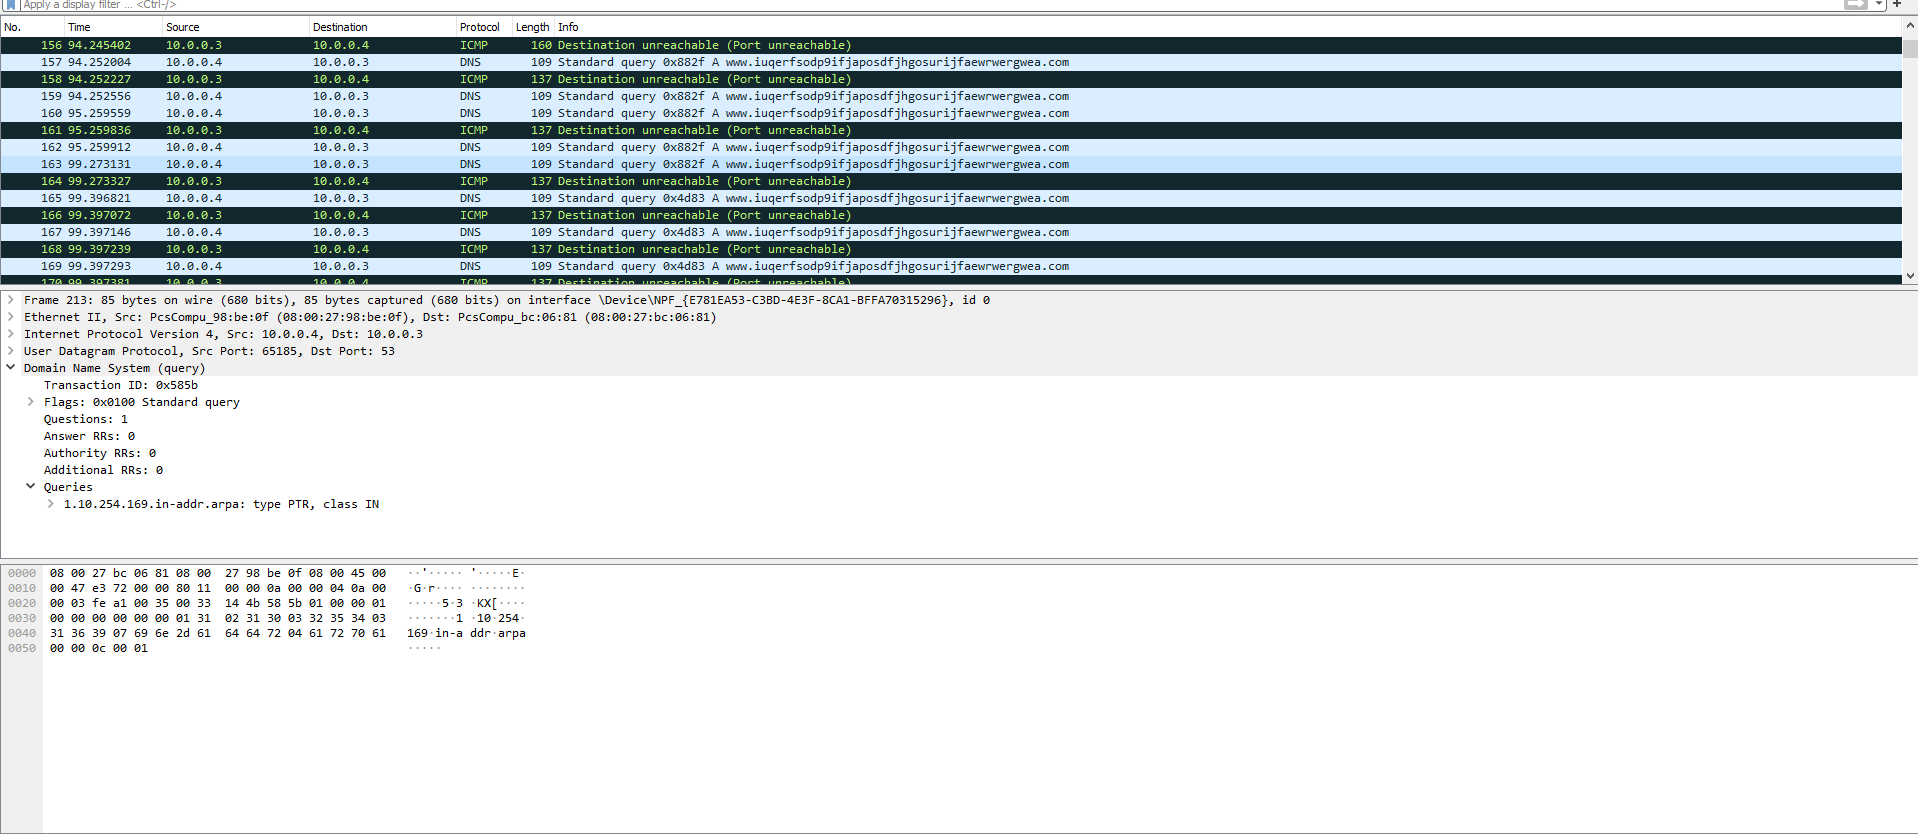 Apply a display filter ... <Ctrl-/>
No. Time Source Destination Protocol Length Info
156 94.245402 10.0.0.3 10.0.0.4 ICMP 160 Destination unreachable (Port unreachable)
157 94.252004 10.0.0.4 10.0.0.3 DNS 109 Standard query 0x882f A www.iuqerfsodp9ifjaposdfjhgosurijfaewrwergwea.com
158 94.252227 10.0.0.3 10.0.0.4 ICMP 137 Destination unreachable (Port unreachable)
159 94.252556 10.0.0.4 10.0.0.3 DNS 109 Standard query 0x882f A www.iuqerfsodp9ifjaposdfjhgosurijfaewrwergwea.com
160 95.259559 10.0.0.4 10.0.0.3 DNS 109 Standard query 0x882f A www.iuqerfsodp9ifjaposdfjhgosurijfaewrwergwea.com
161 95.259836 10.0.0.3 10.0.0.4 ICMP 137 Destination unreachable (Port unreachable)
162 95.259912 10.0.0.4 10.0.0.3 DNS 109 Standard query 0x882f A www.iuqerfsodp9ifjaposdfjhgosurijfaewrwergwea.com
163 99.273131 10.0.0.4 10.0.0.3 DNS 109 Standard query 0x882f A www.iuqerfsodp9ifjaposdfjhgosurijfaewrwergwea.com
164 99.273327 10.0.0.3 10.0.0.4 ICMP 137 Destination unreachable (Port unreachable)
165 99.396821 10.0.0.4 10.0.0.3 DNS 109 Standard query 0x4d83 A www.iuqerfsodp9ifjaposdfjhgosurijfaewrwergwea.com
166 99.397072 10.0.0.3 10.0.0.4 ICMP 137 Destination unreachable (Port unreachable)
167 99.397146 10.0.0.4 10.0.0.3 DNS 109 Standard query 0x4d83 A www.iuqerfsodp9ifjaposdfjhgosurijfaewrwergwea.com
168 99.397239 10.0.0.3 10.0.0.4 ICMP 137 Destination unreachable (Port unreachable)
169 99.397293 10.0.0.4 10.0.0.3 DNS 109 Standard query 0x4d83 A www.iuqerfsodp9ifjaposdfjhgosurijfaewrwergwea.com
170 99.397381 10.0.0.3 10.0.0.4 ICMP 137 Destination unreachable (Port unreachable)
Frame 213: 85 bytes on wire (680 bits), 85 bytes captured (680 bits) on interface \Device\NPF_{E781EA53-C3BD-4E3F-8CA1-BFFA70315296}, id 0
Ethernet II, Src: PcsCompu_98:be:0f (08:00:27:98:be:0f), Dst: PcsCompu_bc:06:81 (08:00:27:bc:06:81)
Internet Protocol Version 4, Src: 10.0.0.4, Dst: 10.0.0.3
User Datagram Protocol, Src Port: 65185, Dst Port: 53
Domain Name System (query)
Transaction ID: 0x585b
Flags: 0x0100 Standard query
Questions: 1
Answer RRs: 0
Authority RRs: 0
Additional RRs: 0
Queries
1.10.254.169.in-addr.arpa: type PTR, class IN
0000 08 00 27 bc 06 81 08 00 27 98 be 0f 08 00 45 00 ··'····· '·····E·
0010 00 47 e3 72 00 00 80 11 00 00 0a 00 00 04 0a 00 ·G·r···· ········
0020 00 03 fe a1 00 35 00 33 14 4b 58 5b 01 00 00 01 ·····5·3 ·KX[····
0030 00 00 00 00 00 00 01 31 02 31 30 03 32 35 34 03 ·······1 ·10·254·
0040 31 36 39 07 69 6e 2d 61 64 64 72 04 61 72 70 61 169·in-a ddr·arpa
0050 00 00 0c 00 01 ·····